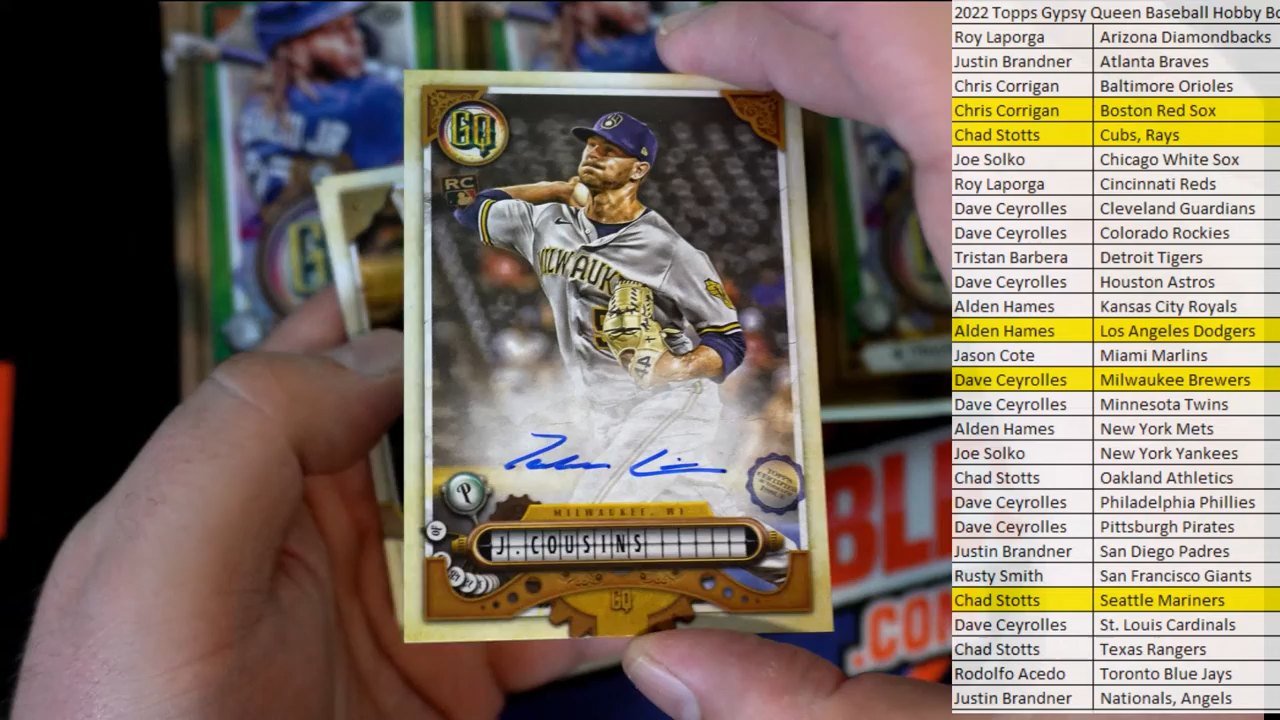 GQ
RC
MILWAUK
44
P
TOPPS
CERTIFIED
MILWAUKEE, WI
J.COUSINS
GQ
BL
.COM
2022 Topps Gypsy Queen Baseball Hobby Bo
Roy Laporga Arizona Diamondbacks
Justin Brandner Atlanta Braves
Chris Corrigan Baltimore Orioles
Chris Corrigan Boston Red Sox
Chad Stotts Cubs, Rays
Joe Solko Chicago White Sox
Roy Laporga Cincinnati Reds
Dave Ceyrolles Cleveland Guardians
Dave Ceyrolles Colorado Rockies
Tristan Barbera Detroit Tigers
Dave Ceyrolles Houston Astros
Alden Hames Kansas City Royals
Alden Hames Los Angeles Dodgers
Jason Cote Miami Marlins
Dave Ceyrolles Milwaukee Brewers
Dave Ceyrolles Minnesota Twins
Alden Hames New York Mets
Joe Solko New York Yankees
Chad Stotts Oakland Athletics
Dave Ceyrolles Philadelphia Phillies
Dave Ceyrolles Pittsburgh Pirates
Justin Brandner San Diego Padres
Rusty Smith San Francisco Giants
Chad Stotts Seattle Mariners
Dave Ceyrolles St. Louis Cardinals
Chad Stotts Texas Rangers
Rodolfo Acedo Toronto Blue Jays
Justin Brandner Nationals, Angels